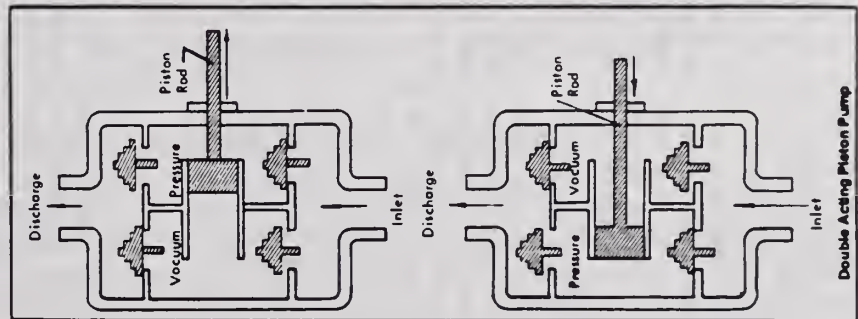 Discharge
Vacuum
Pressure
Piston
Rod
Inlet
Discharge
Pressure
Vacuum
Piston
Rod
Inlet
Double Acting Piston Pump